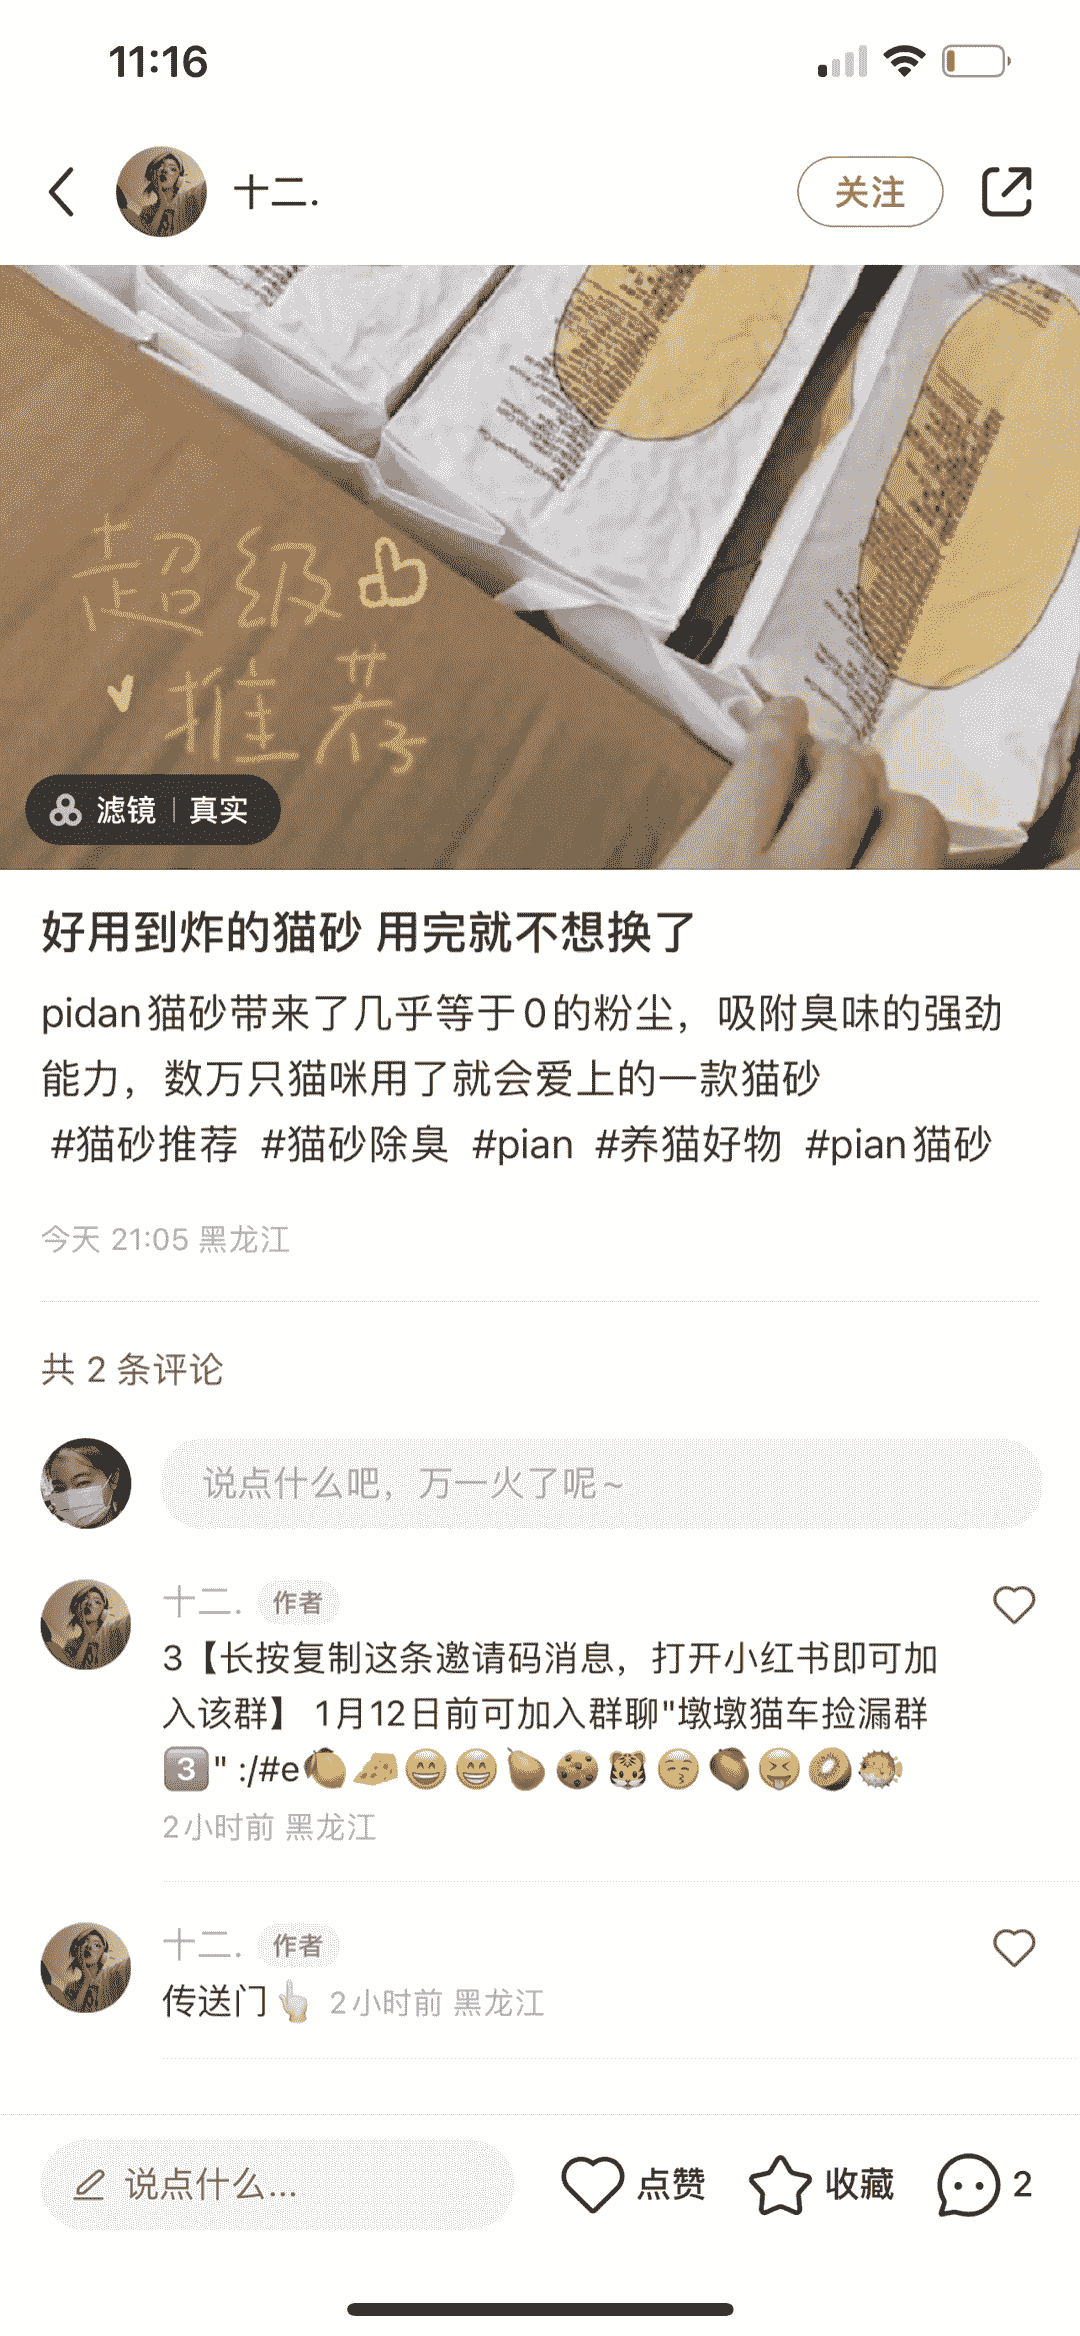 11:16
十二.
关注
超级
推荐
滤镜 | 真实
好用到炸的猫砂 用完就不想换了
pidan猫砂带来了几乎等于0的粉尘，吸附臭味的强劲
能力，数万只猫咪用了就会爱上的一款猫砂
#猫砂推荐 #猫砂除臭 #pian #养猫好物 #pian猫砂
今天 21:05 黑龙江
共 2 条评论
说点什么吧，万一火了呢~
十二. 作者
3【长按复制这条邀请码消息，打开小红书即可加
入该群】 1月12日前可加入群聊"墩墩猫车捡漏群
3️⃣" :/#e🍋🧀😄😁🍐🍪🐯😚🥭😝🥝🐡
2小时前 黑龙江
十二. 作者
传送门👆 2小时前 黑龙江
说点什么...
点赞
收藏
2